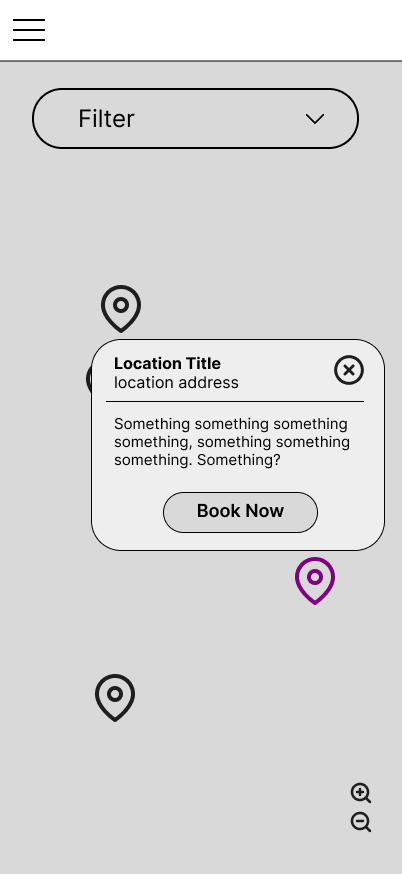 Filter
Location Title
location address
Something something something
something, something something
something. Something?
Book Now